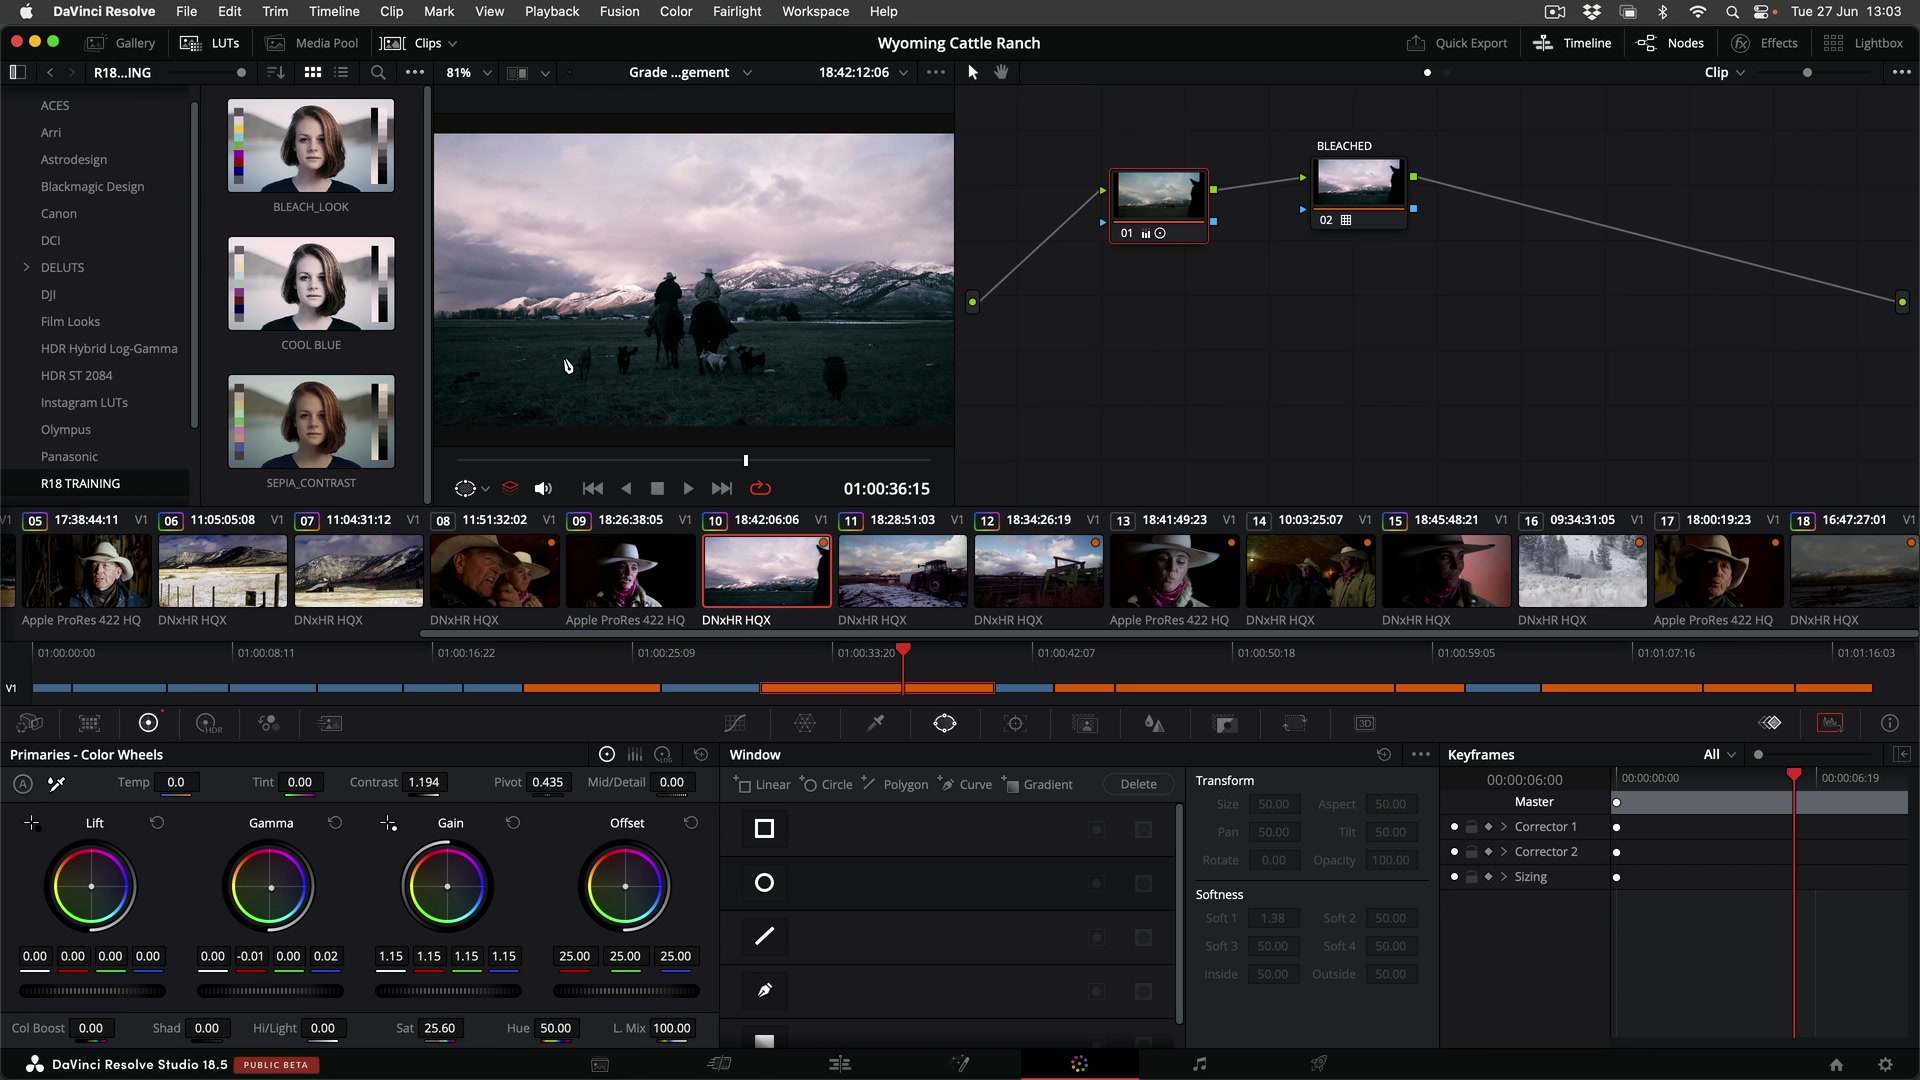 DaVinci Resolve File Edit Trim Timeline Clip Mark View Playback Fusion Color Fairlight Workspace Help Tue 27 Jun 13:03
Gallery LUTs Media Pool Clips Wyoming Cattle Ranch Quick Export Timeline Nodes Effects Lightbox
R18...ING 81% Grade ...gement 18:42:12:06 Clip
ACES
Arri
Astrodesign
Blackmagic Design
Canon
DCI
DELUTS
DJI
Film Looks
HDR Hybrid Log-Gamma
HDR ST 2084
Instagram LUTs
Olympus
Panasonic
R18 TRAINING
BLEACH_LOOK
COOL BLUE
SEPIA_CONTRAST
01:00:36:15
01
BLEACHED
02
V1 05 17:38:44:11 V1 06 11:05:05:08 V1 07 11:04:31:12 V1 08 11:51:32:02 V1 09 18:26:38:05 V1 10 18:42:06:06 V1 11 18:28:51:03 V1 12 18:34:26:19 V1 13 18:41:49:23 V1 14 10:03:25:07 V1 15 18:45:48:21 V1 16 09:34:31:05 V1 17 18:00:19:23 V1 18 16:47:27:01 V1
Apple ProRes 422 HQ DNxHR HQX DNxHR HQX DNxHR HQX Apple ProRes 422 HQ DNxHR HQX DNxHR HQX DNxHR HQX Apple ProRes 422 HQ DNxHR HQX DNxHR HQX DNxHR HQX Apple ProRes 422 HQ DNxHR HQX
01:00:00:00 01:00:08:11 01:00:16:22 01:00:25:09 01:00:33:20 01:00:42:07 01:00:50:18 01:00:59:05 01:01:07:16 01:01:16:03
V1
HDR 3D
Primaries - Color Wheels LOG
A Temp 0.0 Tint 0.00 Contrast 1.194 Pivot 0.435 Mid/Detail 0.00
Lift Gamma Gain Offset
0.00 0.00 0.00 0.00 0.00 -0.01 0.00 0.02 1.15 1.15 1.15 1.15 25.00 25.00 25.00
Col Boost 0.00 Shad 0.00 Hi/Light 0.00 Sat 25.60 Hue 50.00 L. Mix 100.00
Window
Linear Circle Polygon Curve Gradient Delete
Transform
Size 50.00 Aspect 50.00
Pan 50.00 Tilt 50.00
Rotate 0.00 Opacity 100.00
Softness
Soft 1 1.38 Soft 2 50.00
Soft 3 50.00 Soft 4 50.00
Inside 50.00 Outside 50.00
Keyframes All
00:00:06:00 00:00:00:00 00:00:06:19
Master
Corrector 1
Corrector 2
Sizing
DaVinci Resolve Studio 18.5 PUBLIC BETA